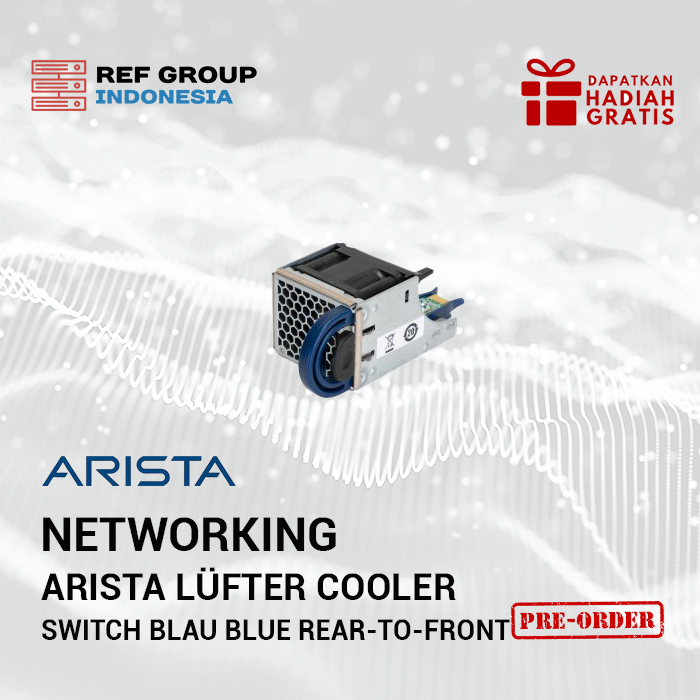 REF GROUP
INDONESIA
DAPATKAN
HADIAH
GRATIS
20
ARISTA
NETWORKING
ARISTA LÜFTER COOLER
SWITCH BLAU BLUE REAR-TO-FRONT
PRE-ORDER